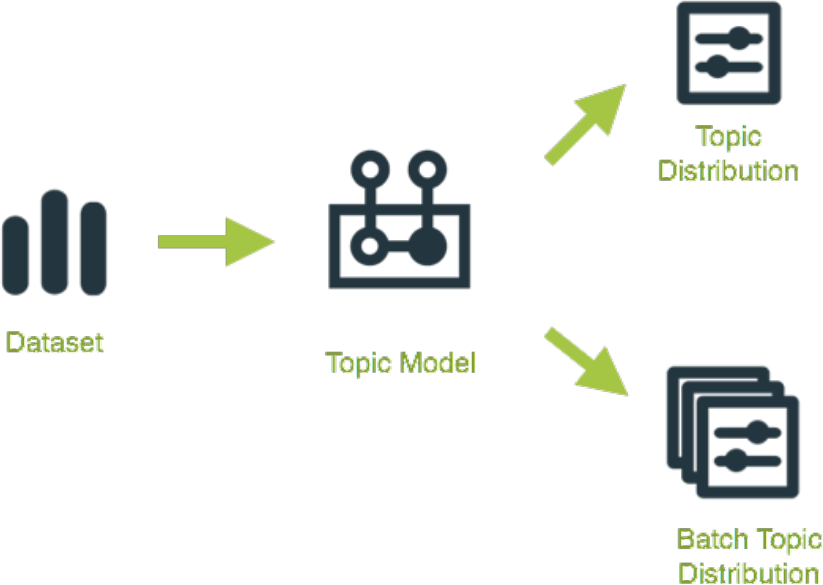 Topic
Distribution
Dataset
Topic Model
Batch Topic
Distribution